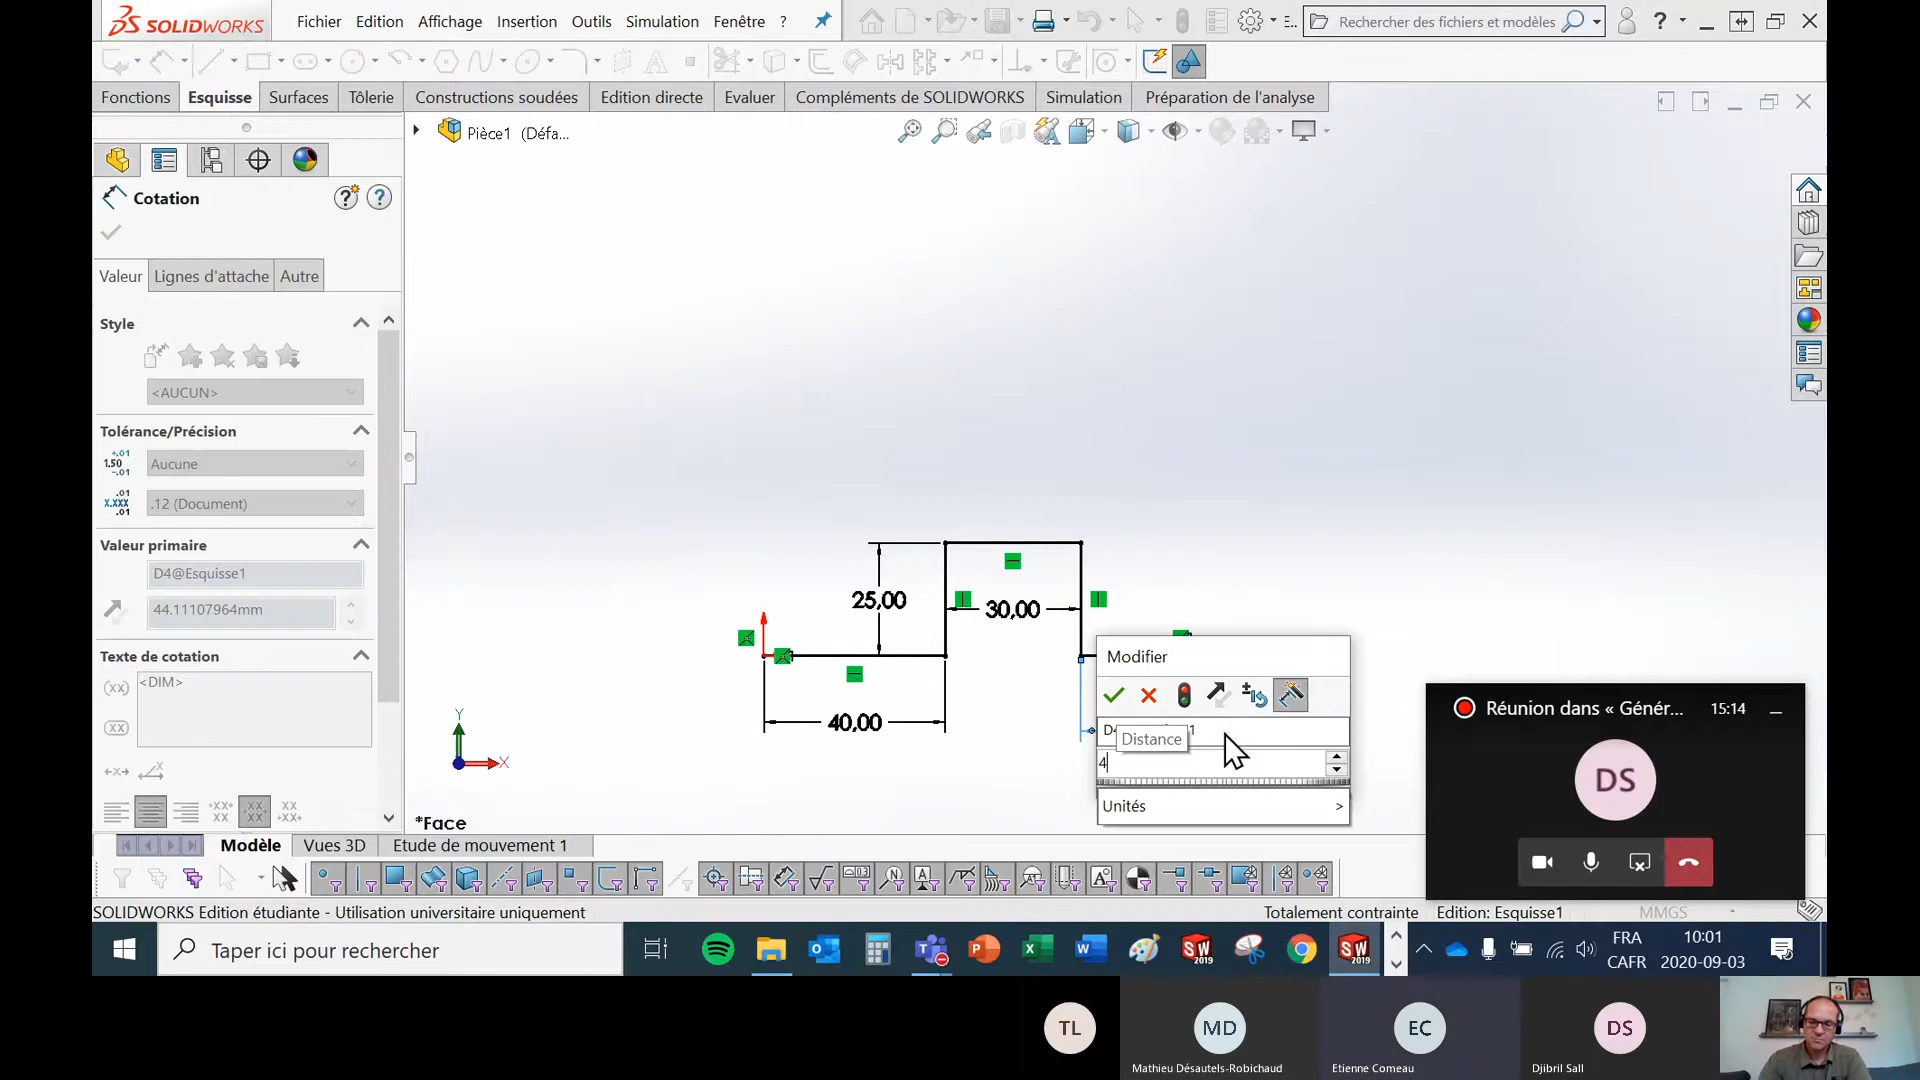 SOLIDWORKS
Fichier Edition Affichage Insertion Outils Simulation Fenêtre ?
E...
Rechercher des fichiers et modèles
?
Fonctions Esquisse Surfaces Tôlerie Constructions soudées Edition directe Evaluer Compléments de SOLIDWORKS Simulation Préparation de l'analyse
Pièce1 (Défa...
Cotation
Valeur Lignes d'attache Autre
Style
<AUCUN>
Tolérance/Précision
Aucune
.12 (Document)
Valeur primaire
D4@Esquisse1
44.11107964mm
Texte de cotation
<DIM>
25,00
30,00
40,00
Y
X
*Face
Modifier
Distance
4
Unités >
Réunion dans « Génér... 15:14
DS
Modèle Vues 3D Etude de mouvement 1
SOLIDWORKS Edition étudiante - Utilisation universitaire uniquement
Totalement contrainte Edition: Esquisse1 MMGS
Taper ici pour rechercher
FRA
CAFR
10:01
2020-09-03
TL
MD
Mathieu Désautels-Robichaud
EC
Etienne Comeau
DS
Djibril Sall